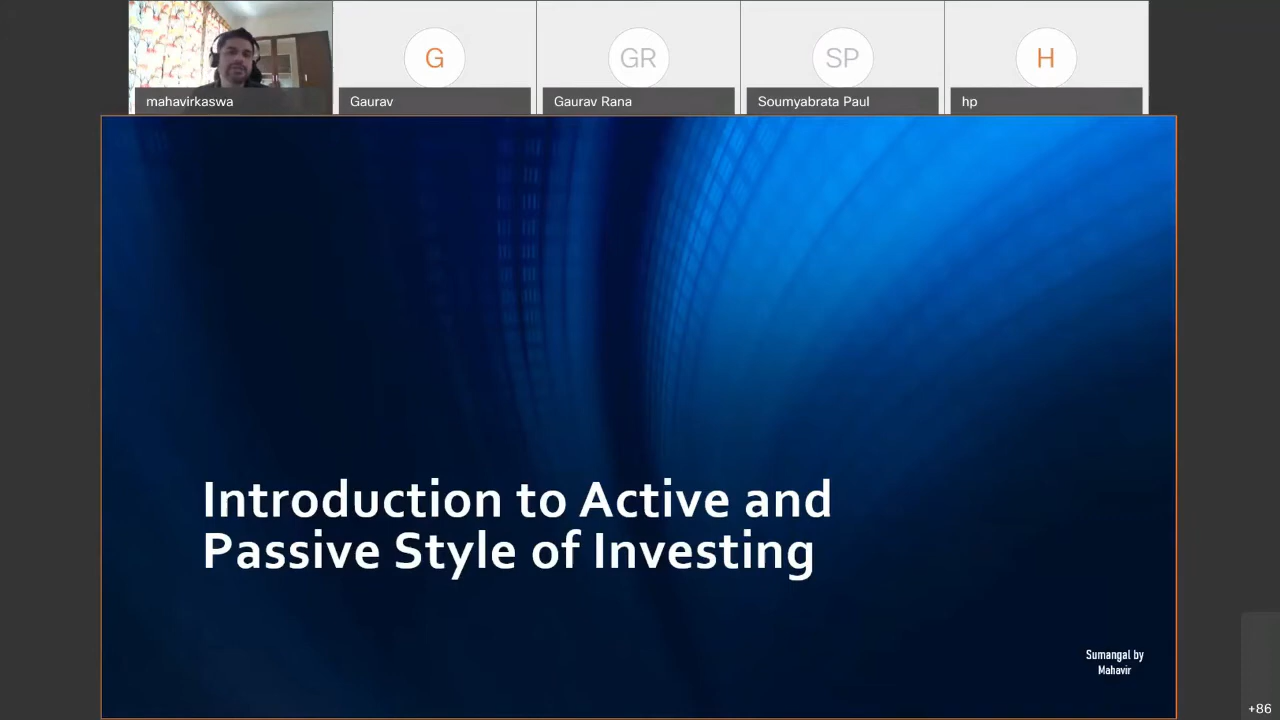 G
GR
SP
H
mahavirkaswa
Gaurav
Gaurav Rana
Soumyabrata Paul
hp
Introduction to Active and
Passive Style of Investing
Sumangal by
Mahavir
+86